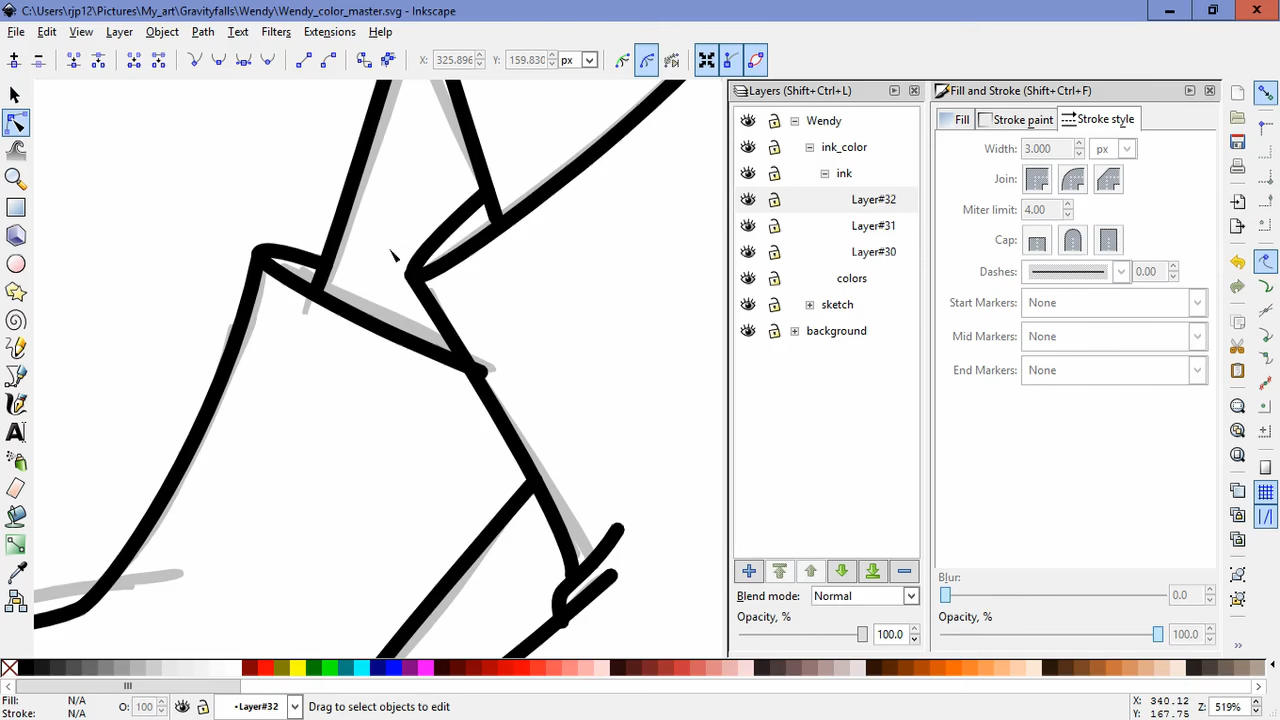 C:\Users\rjp12\Pictures\My_art\Gravityfalls\Wendy\Wendy_color_master.svg - Inkscape
File Edit View Layer Object Path Text Filters Extensions Help
X: 325.896 Y: 159.830 px
Layers (Shift+Ctrl+L)
Wendy
ink_color
ink
Layer#32
Layer#31
Layer#30
colors
sketch
background
Blend mode: Normal
Opacity, % 100.0
Fill and Stroke (Shift+Ctrl+F)
Fill Stroke paint Stroke style
Width: 3.000 px
Join:
Miter limit: 4.00
Cap:
Dashes: 0.00
Start Markers: None
Mid Markers: None
End Markers: None
Blur: 0.0
Opacity, % 100.0
Fill: N/A
Stroke: N/A
O: 100
•Layer#32
Drag to select objects to edit
X: 340.12
Y: 167.75
Z: 519%